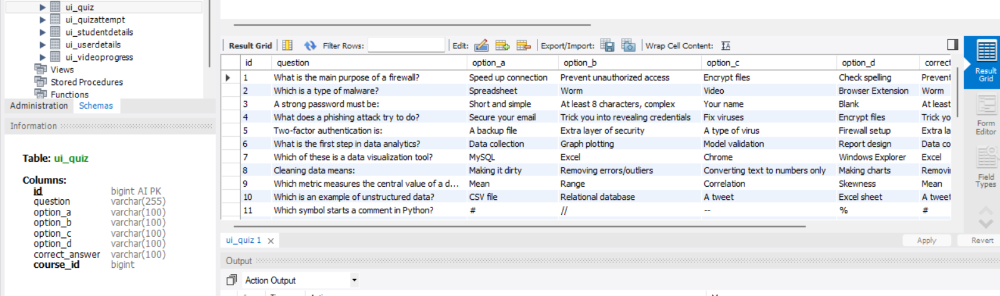 ui_quiz
ui_quizattempt
ui_studentdetails
ui_userdetails
ui_videoprogress
Views
Stored Procedures
Functions
Administration Schemas
Information
Table: ui_quiz
Columns:
id bigint AI PK
question varchar(255)
option_a varchar(100)
option_b varchar(100)
option_c varchar(100)
option_d varchar(100)
correct_answer varchar(100)
course_id bigint
Result Grid Filter Rows: Edit: Export/Import: Wrap Cell Content:
id question option_a option_b option_c option_d correct
1 What is the main purpose of a firewall? Speed up connection Prevent unauthorized access Encrypt files Check spelling Prevent
2 Which is a type of malware? Spreadsheet Worm Video Browser Extension Worm
3 A strong password must be: Short and simple At least 8 characters, complex Your name Blank At least
4 What does a phishing attack try to do? Secure your email Trick you into revealing credentials Fix viruses Encrypt files Trick yo
5 Two-factor authentication is: A backup file Extra layer of security A type of virus Firewall setup Extra la
6 What is the first step in data analytics? Data collection Graph plotting Model validation Report design Data co
7 Which of these is a data visualization tool? MySQL Excel Chrome Windows Explorer Excel
8 Cleaning data means: Making it dirty Removing errors/outliers Converting text to numbers only Making charts Removin
9 Which metric measures the central value of a d... Mean Range Correlation Skewness Mean
10 Which is an example of unstructured data? CSV file Relational database A tweet Excel sheet A tweet
11 Which symbol starts a comment in Python? # // -- % #
Result
Grid
Form
Editor
Field
Types
ui_quiz 1
Apply Revert
Output
Action Output